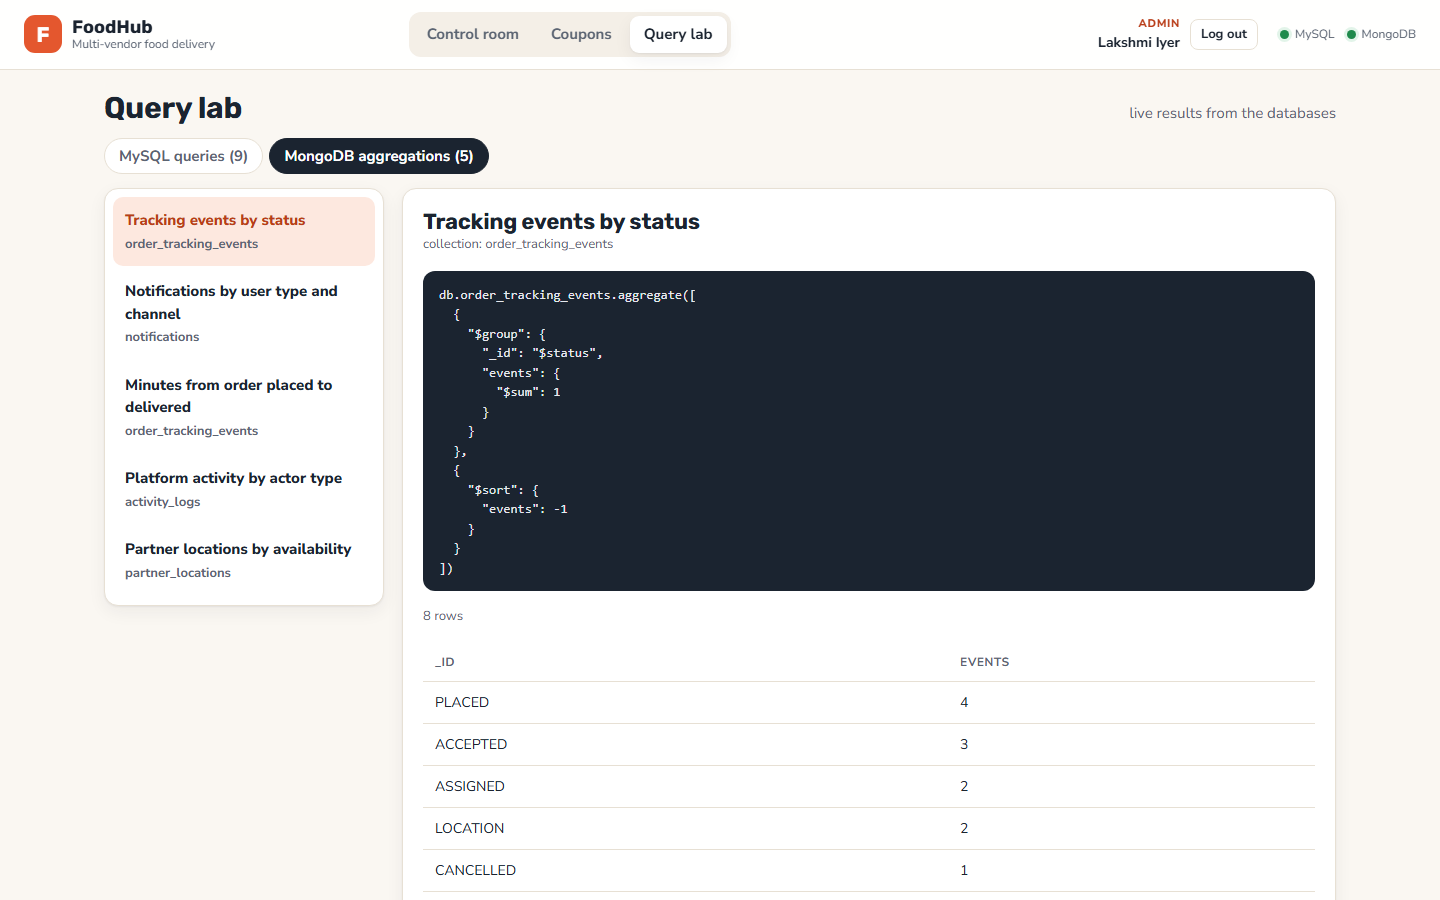 F
FoodHub
Multi-vendor food delivery
Control room
Coupons
Query lab
ADMIN
Lakshmi Iyer
Log out
MySQL
MongoDB
Query lab
live results from the databases
MySQL queries (9)
MongoDB aggregations (5)
Tracking events by status
order_tracking_events
Notifications by user type and
channel
notifications
Minutes from order placed to
delivered
order_tracking_events
Platform activity by actor type
activity_logs
Partner locations by availability
partner_locations
Tracking events by status
collection: order_tracking_events
db.order_tracking_events.aggregate([
  {
    "$group": {
      "_id": "$status",
      "events": {
        "$sum": 1
      }
    }
  },
  {
    "$sort": {
      "events": -1
    }
  }
])
8 rows
_ID EVENTS
PLACED 4
ACCEPTED 3
ASSIGNED 2
LOCATION 2
CANCELLED 1